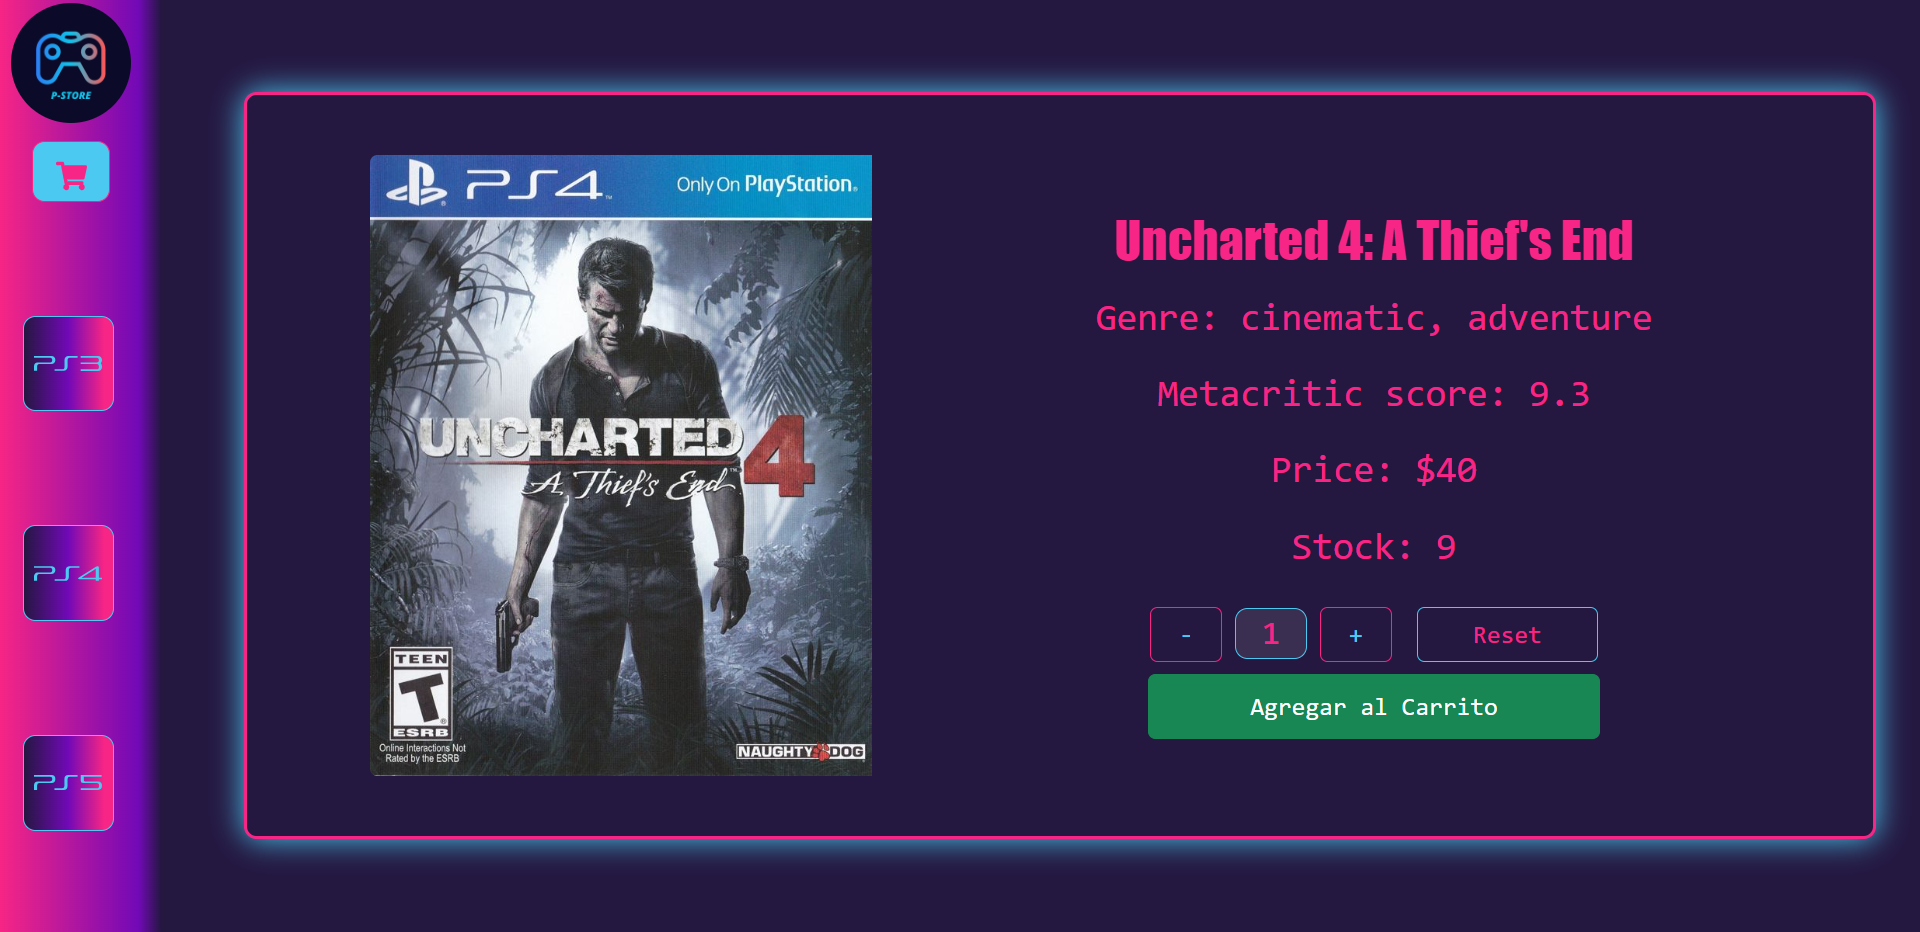 P-STORE
PS3
PS4
PS5
PS4™
Only On PlayStation®
UNCHARTED 4™
A Thief's End
TEEN
T
ESRB
Online Interactions Not
Rated by the ESRB
NAUGHTY DOG
Uncharted 4: A Thief's End
Genre: cinematic, adventure
Metacritic score: 9.3
Price: $40
Stock: 9
- 1 + Reset
Agregar al Carrito